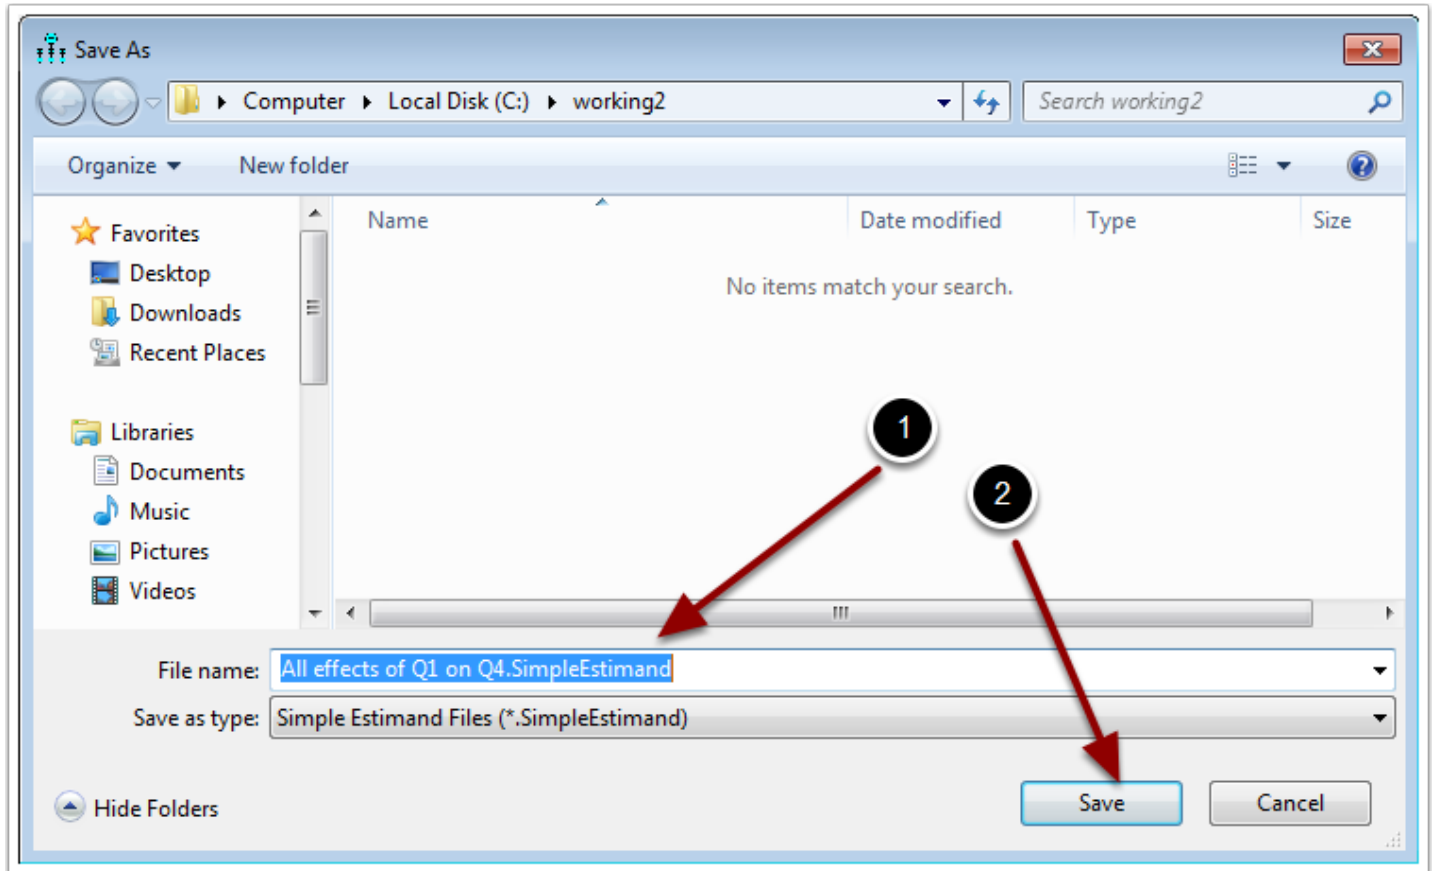 Save As
Computer Local Disk (C:) working2
Search working2
Organize
New folder
Name Date modified Type Size
No items match your search.
Favorites
Desktop
Downloads
Recent Places
Libraries
Documents
Music
Pictures
Videos
1
2
File name: All effects of Q1 on Q4.SimpleEstimand
Save as type: Simple Estimand Files (*.SimpleEstimand)
Hide Folders
Save
Cancel